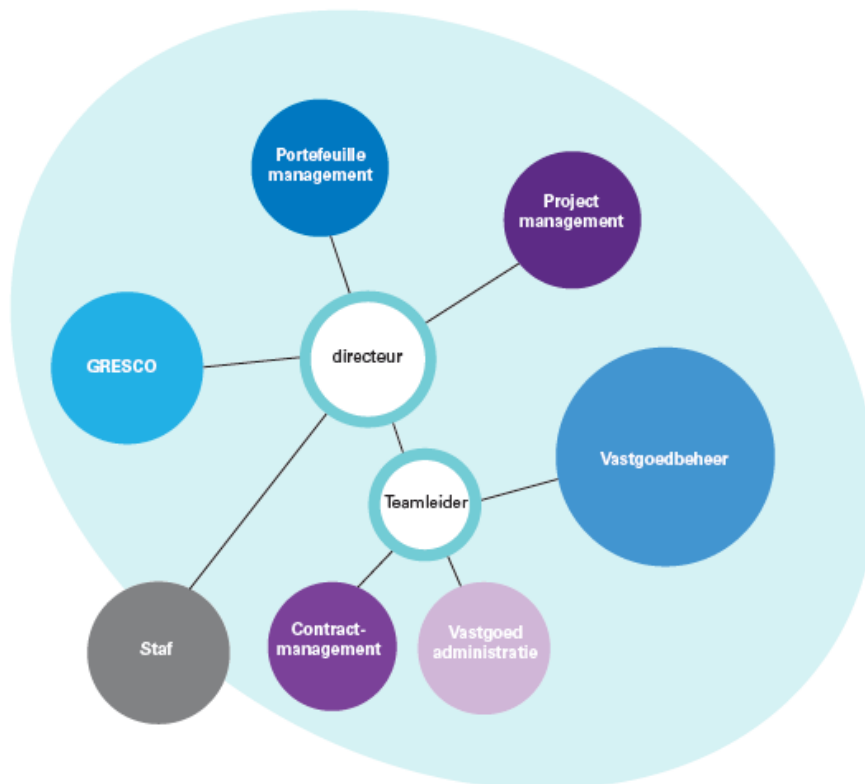 Portefeuille
management
Project
management
directeur
GRESCO
Vastgoedbeheer
Teamleider
Contract-
management
Vastgoed
administratie
Staf